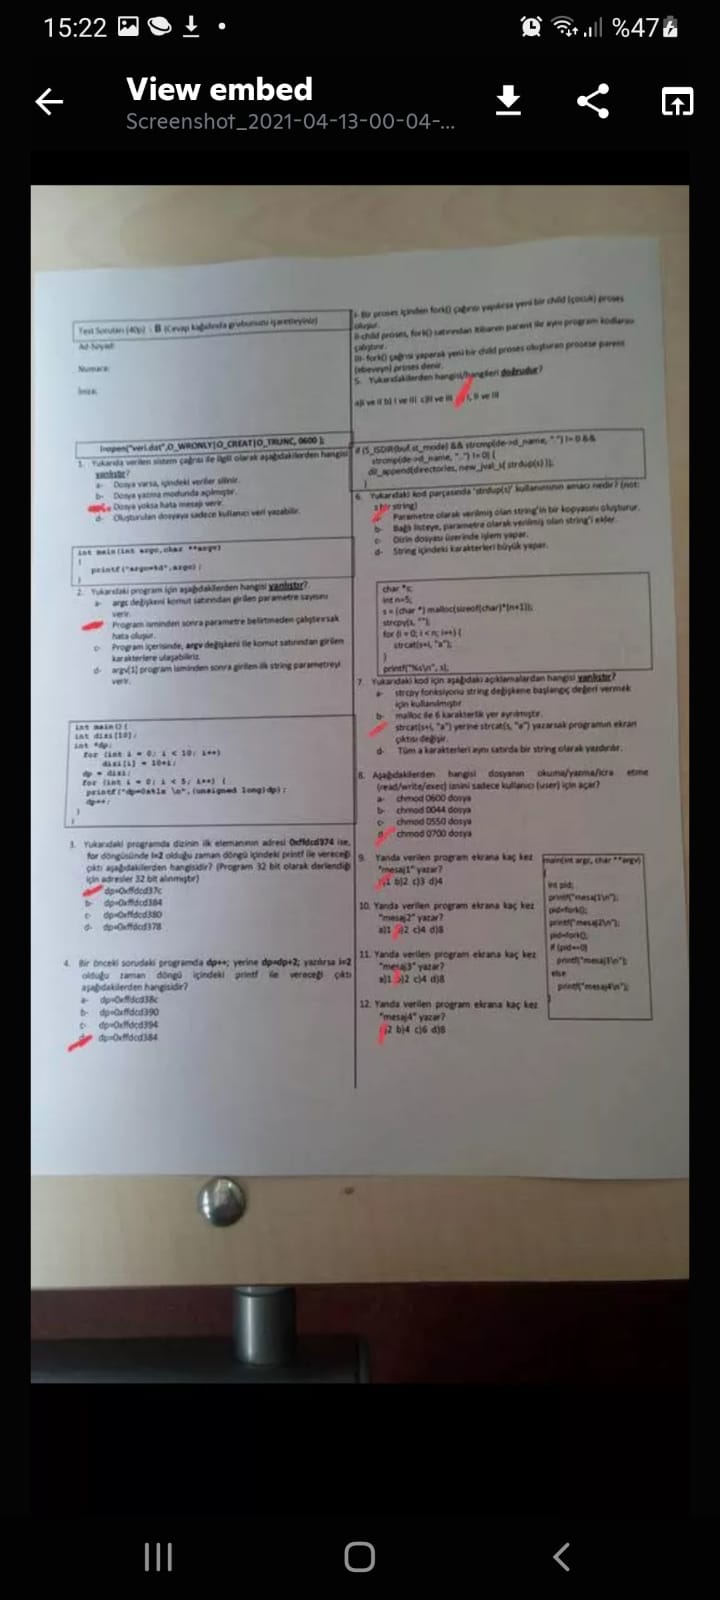 15:22
%47
View embed
Screenshot_2021-04-13-00-04-...
Test Soruları (40p) : B (Cevap kağıdında grubunuzu işaretleyiniz)
Ad-Soyad:
Numara:
İmza:
I- Bir proses içinden fork() çağrısı yapılırsa yeni bir child (çocuk) proses
oluşur.
II-child proses, fork() satırından itibaren parent ile aynı program kodlarını
çalıştırır.
III- fork() çağrısı yaparak yeni bir child proses oluşturan prosese parent
(ebeveyn) proses denir.
5. Yukarıdakilerden hangisi/hangileri doğrudur?
a)I ve II b) I ve III c)II ve III I, II ve III
open("veri.dat",O_WRONLY|O_CREAT|O_TRUNC, 0600 );
1. Yukarıda verilen sistem çağrısı ile ilgili olarak aşağıdakilerden hangisi
yanlıştır?
a- Dosya varsa, içindeki veriler silinir.
b- Dosya yazma modunda açılmıştır.
Dosya yoksa hata mesajı verir.
d- Oluşturulan dosyaya sadece kullanıcı veri yazabilir.
int main(int argc,char **argv)
{
printf("argc=%d",argc);
}
2. Yukarıdaki program için aşağıdakilerden hangisi yanlıştır?
a- argc değişkeni komut satırından girilen parametre sayısını
verir.
Program isminden sonra parametre belirtmeden çalıştırırsak
hata oluşur.
c- Program içerisinde, argv değişkeni ile komut satırından girilen
karakterlere ulaşabiliriz.
d- argv[1] program isminden sonra girilen ilk string parametreyi
verir.
int main() {
int dizi[10];
int *dp;
for (int i = 0; i < 10; i++)
dizi[i] = 10+i;
dp = dizi;
for (int i = 0; i < 5; i++) {
printf("dp=0x%lx \n",(unsigned long)dp);
dp++;
}
}
3. Yukarıdaki programda dizinin ilk elemanının adresi 0xffdcd374 ise,
for döngüsünde i=2 olduğu zaman döngü içindeki printf ile vereceği
çıktı aşağıdakilerden hangisidir? (Program 32 bit olarak derlendiği
için adresler 32 bit alınmıştır)
dp=0xffdcd37c
b- dp=0xffdcd384
c- dp=0xffdcd380
d- dp=0xffdcd378
4. Bir önceki sorudaki programda dp++; yerine dp=dp+2; yazılırsa i=2
olduğu zaman döngü içindeki printf ile vereceği çıktı
aşağıdakilerden hangisidir?
a- dp=0xffdcd38c
b- dp=0xffdcd390
c- dp=0xffdcd394
dp=0xffdcd384
if (S_ISDIR(buf.st_mode) && strcmp(de->d_name, ".") != 0 &&
strcmp(de->d_name, "..") != 0) {
dll_append(directories, new_jval_s( strdup(s) ));
6. Yukarıdaki kod parçasında 'strdup(s)' kullanımının amacı nedir? (not:
s bir string)
Parametre olarak verilmiş olan string'in bir kopyasını oluşturur.
b- Bağlı listeye, parametre olarak verilmiş olan string'i ekler.
c- Dizin dosyası üzerinde işlem yapar.
d- String içindeki karakterleri büyük yapar.
char *s;
int n=5;
s = (char *) malloc(sizeof(char)*(n+1));
strcpy(s, "");
for (i = 0; i < n; i++) {
strcat(s+i, "a");
}
printf("%s\n", s);
7. Yukarıdaki kod için aşağıdaki açıklamalardan hangisi yanlıştır?
a- strcpy fonksiyonu string değişkene başlangıç değeri vermek
için kullanılmıştır
b- malloc ile 6 karakterlik yer ayrılmıştır.
strcat(s+i, "a") yerine strcat(s, "a") yazarsak programın ekran
çıktısı değişir.
d- Tüm a karakterleri aynı satırda bir string olarak yazdırılır.
8. Aşağıdakilerden hangisi dosyanın okuma/yazma/icra etme
(read/write/exec) iznini sadece kullanıcı (user) için açar?
a- chmod 0600 dosya
b- chmod 0044 dosya
c- chmod 0550 dosya
chmod 0700 dosya
9. Yanda verilen program ekrana kaç kez
"mesaj1" yazar?
1 b)2 c)3 d)4
10. Yanda verilen program ekrana kaç kez
"mesaj2" yazar?
a)1 2 c)4 d)8
11. Yanda verilen program ekrana kaç kez
"mesaj3" yazar?
a)1 2 c)4 d)8
12. Yanda verilen program ekrana kaç kez
"mesaj4" yazar?
2 b)4 c)6 d)8
main(int argc, char **argv)
{
int pid;
printf("mesaj1\n");
pid=fork();
printf("mesaj2\n");
pid=fork();
if (pid==0)
else
printf("mesaj4\n");
}